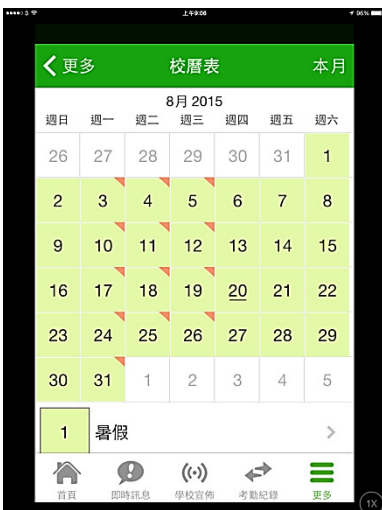 3 上午9:06 96%
更多 校曆表 本月
8月 2015
週日 週一 週二 週三 週四 週五 週六
26 27 28 29 30 31 1
2 3 4 5 6 7 8
9 10 11 12 13 14 15
16 17 18 19 20 21 22
23 24 25 26 27 28 29
30 31 1 2 3 4 5
1 暑假
首頁 即時訊息 學校宣佈 考勤紀錄 更多
1X